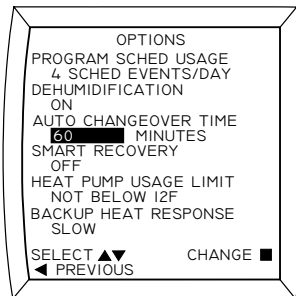 OPTIONS
PROGRAM SCHED USAGE
4 SCHED EVENTS/DAY
DEHUMIDIFICATION
ON
AUTO CHANGEOVER TIME
60 MINUTES
SMART RECOVERY
OFF
HEAT PUMP USAGE LIMIT
NOT BELOW 12F
BACKUP HEAT RESPONSE
SLOW
SELECT ▲▼ CHANGE ■
◀ PREVIOUS